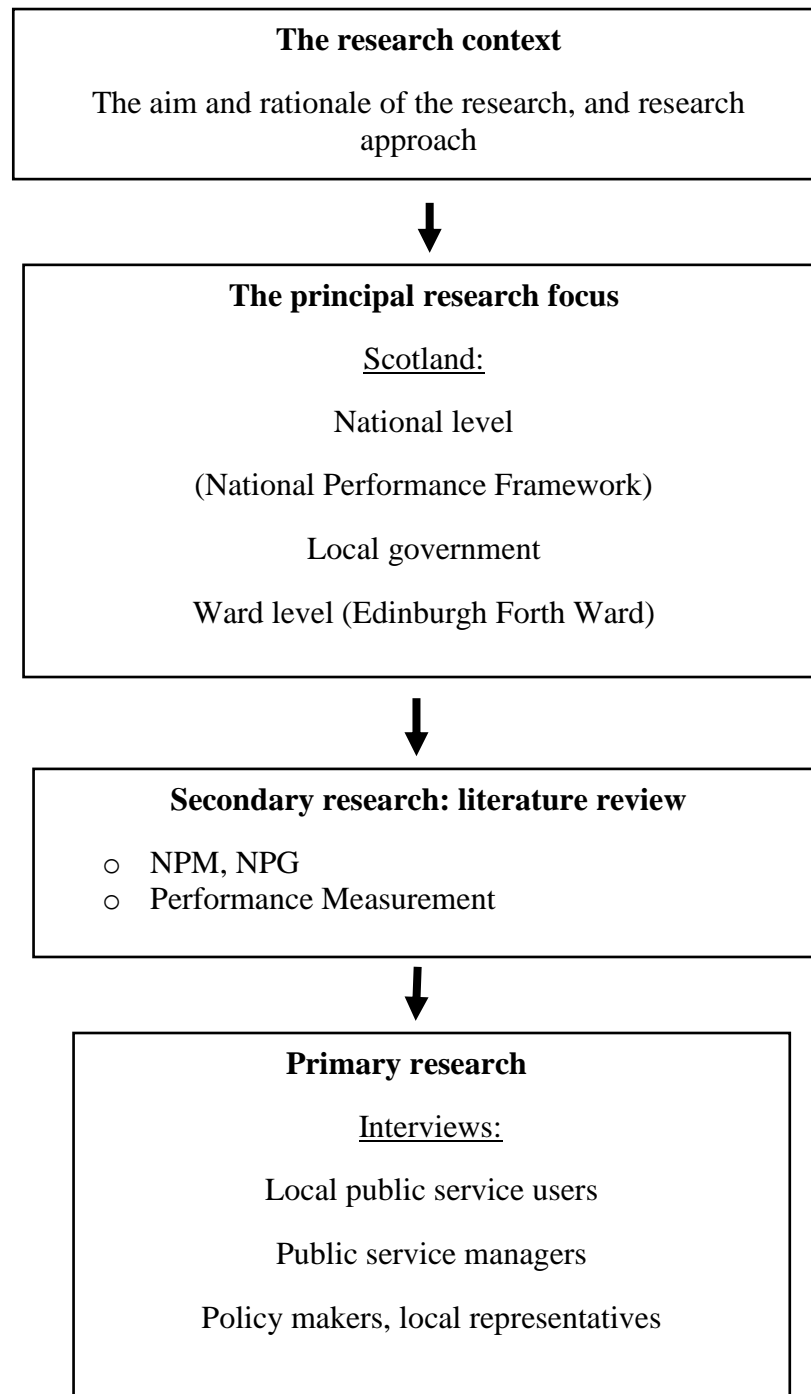 The research context
The aim and rationale of the research, and research
approach
The principal research focus
Scotland:
National level
(National Performance Framework)
Local government
Ward level (Edinburgh Forth Ward)
Secondary research: literature review
o NPM, NPG
o Performance Measurement
Primary research
Interviews:
Local public service users
Public service managers
Policy makers, local representatives